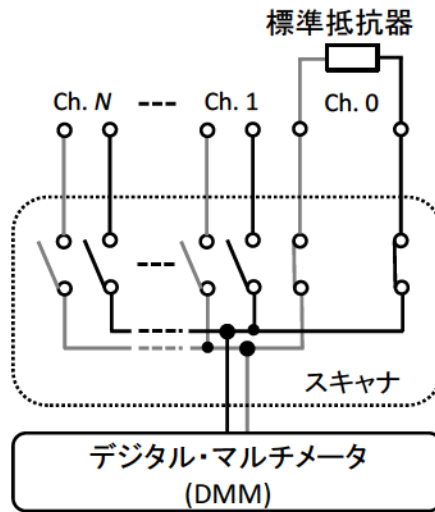 標準抵抗器
Ch. N
Ch. 1
Ch. 0
スキャナ
デジタル・マルチメータ
(DMM)